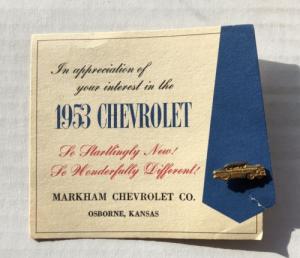 In appreciation of
your interest in the
1953 CHEVROLET
So Startlingly New!
So Wonderfully Different!
MARKHAM CHEVROLET CO.
OSBORNE, KANSAS